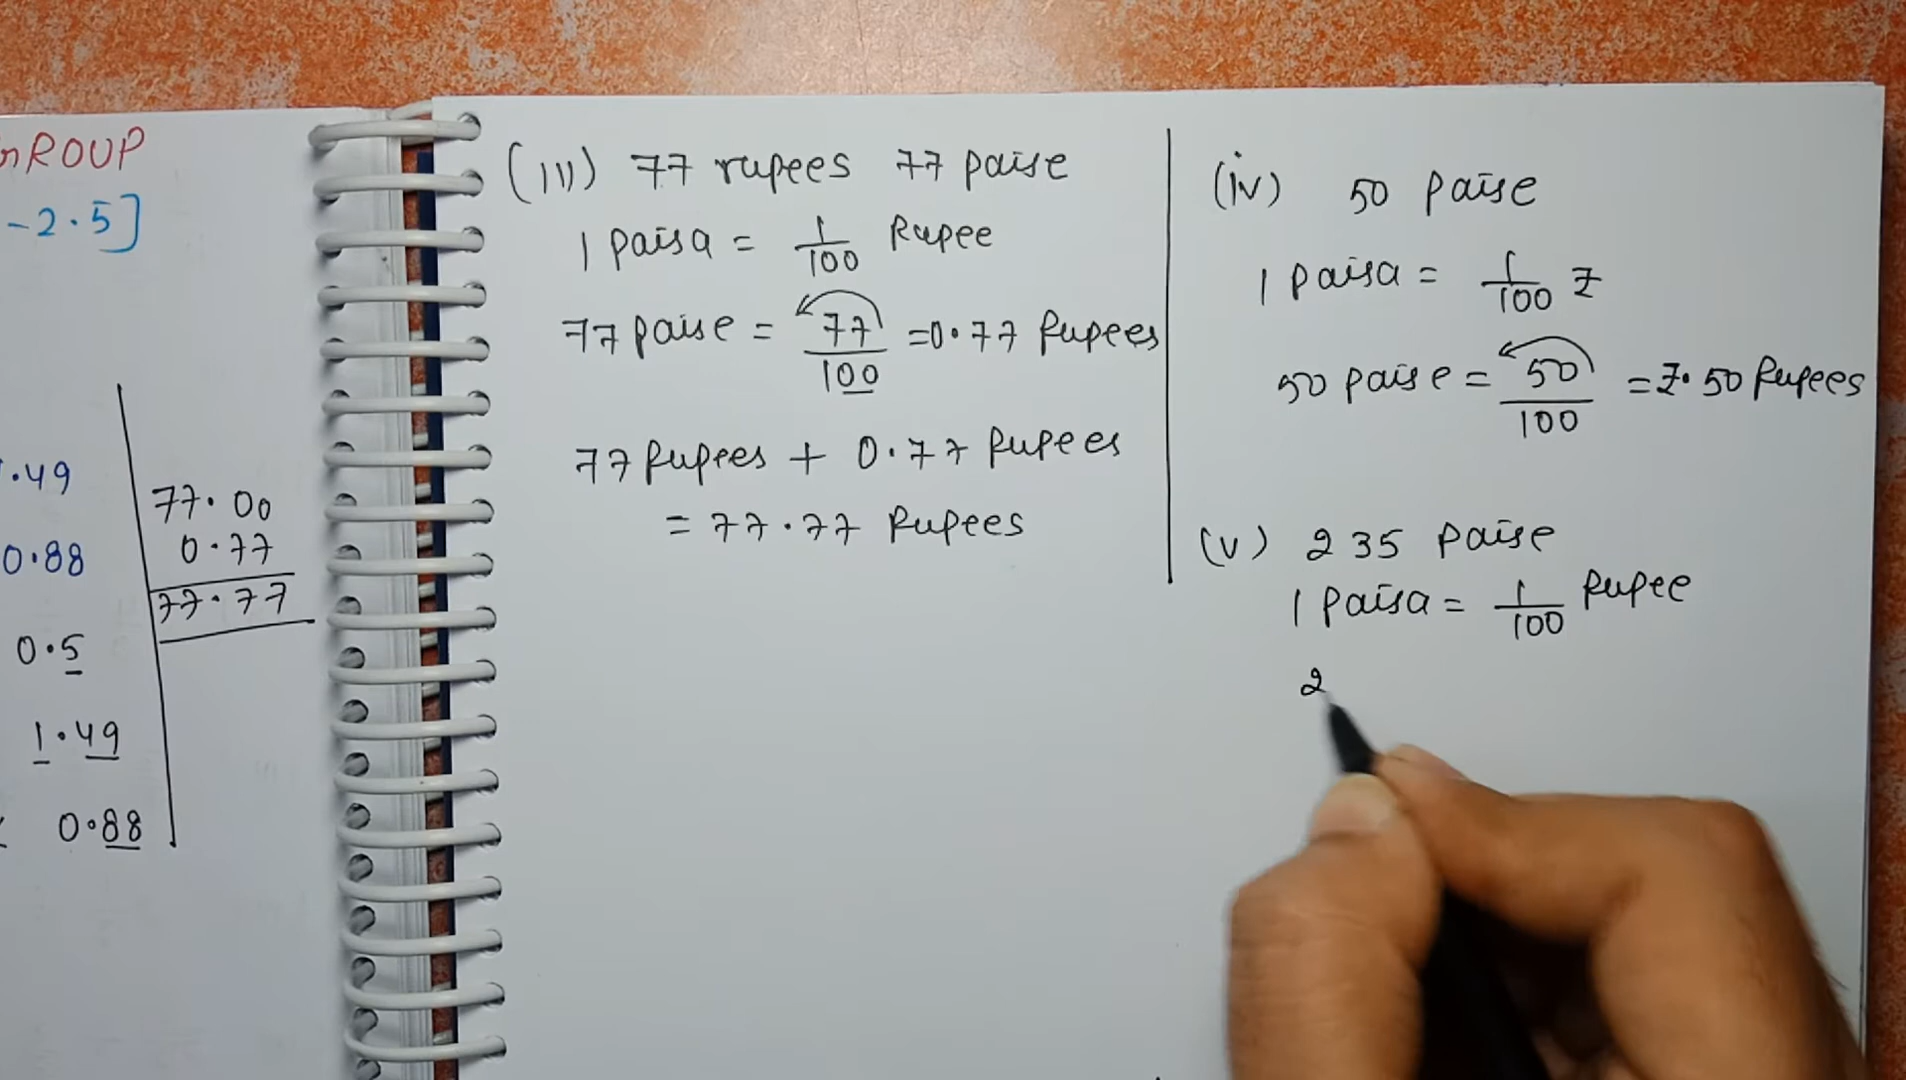 GROUP
-2.5]
.49
0.88
0.5
1.49
0.88
77.00
0.77
77.77
(iii) 77 rupees 77 paise
1 paisa = 1/100 Rupee
77 paise = 77/100 = 0.77 Rupees
77 Rupees + 0.77 Rupees
= 77.77 Rupees
(iv) 50 paise
1 paisa = 1/100 ₹
50 paise = 50/100 = ₹.50 Rupees
(v) 235 paise
1 paisa = 1/100 Rupee
2